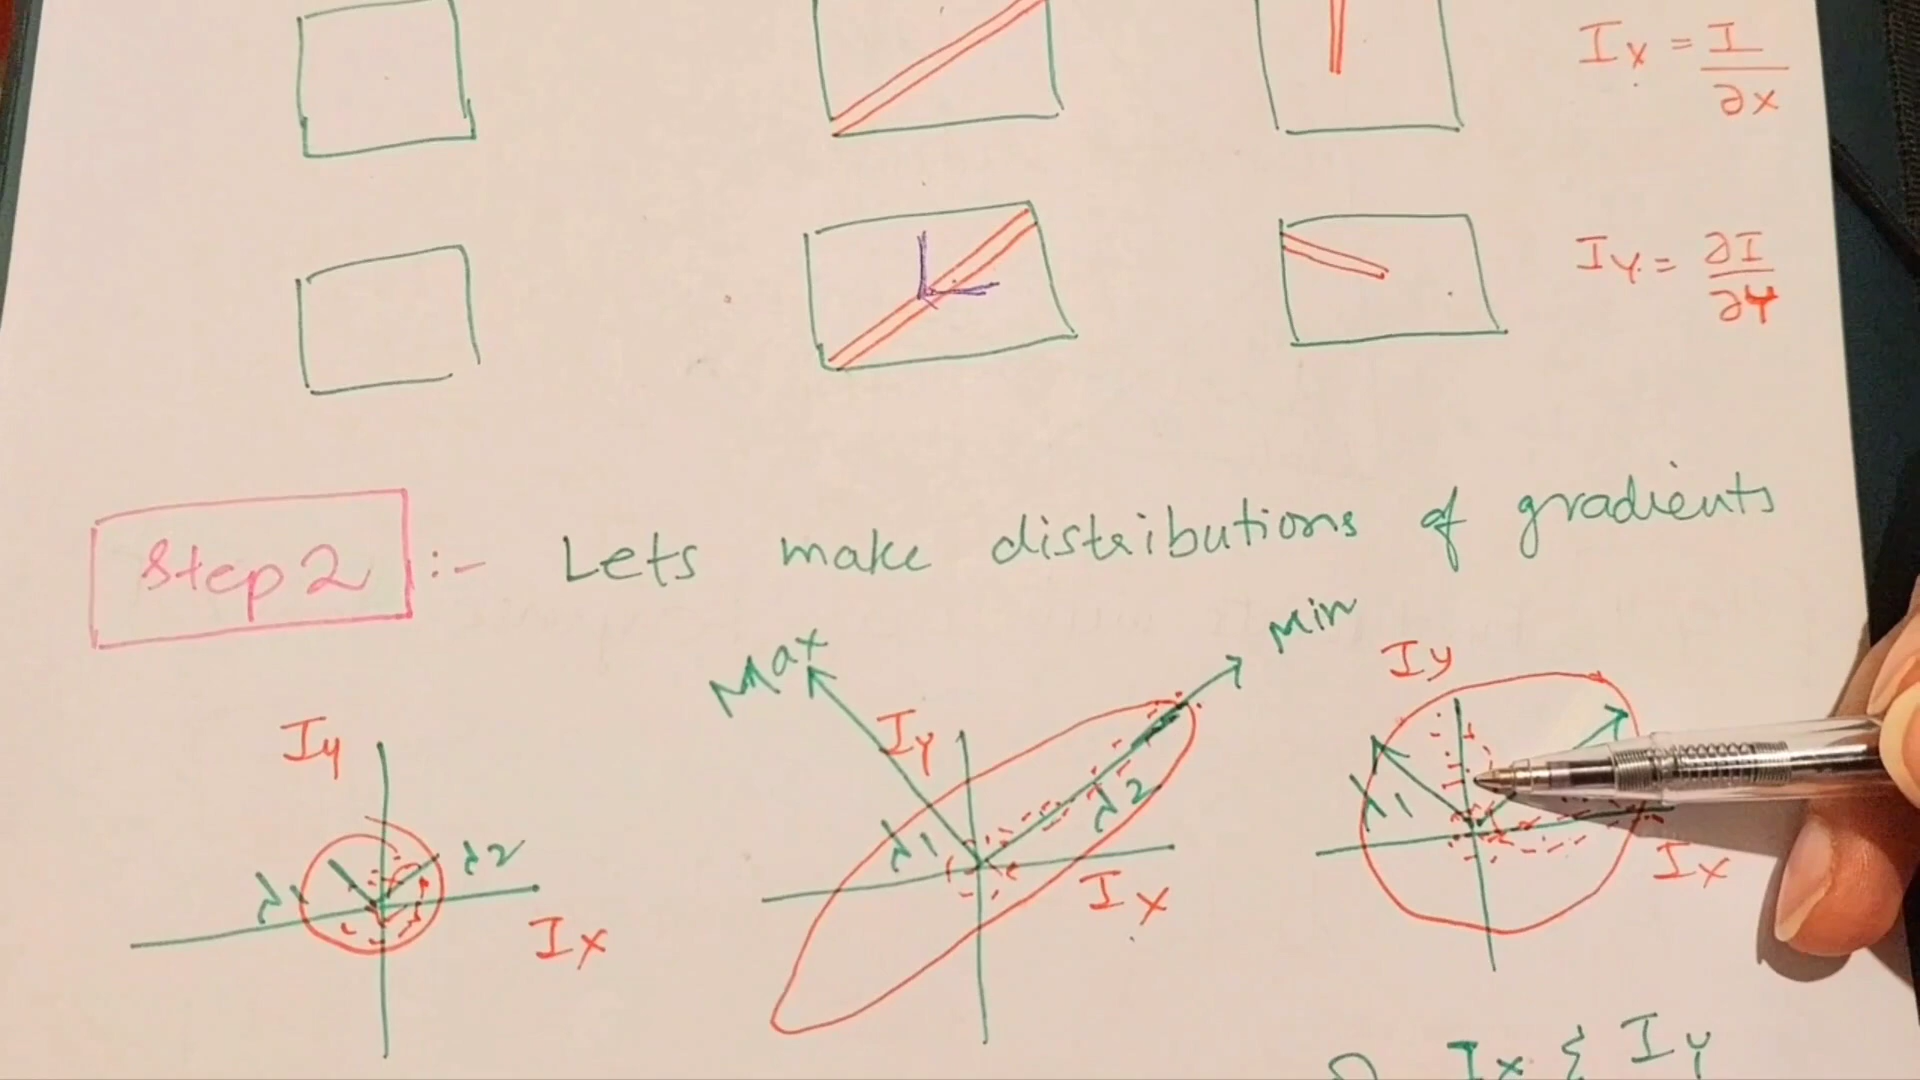 Ix = I
∂x
Iy = ∂I
∂Y
Step 2 :- Lets make distributions of gradients
Max
Min
Iy
Iy
Iy
λ1
λ2
Ix
λ1
λ2
Ix
λ1
Ix
Ix & Iy